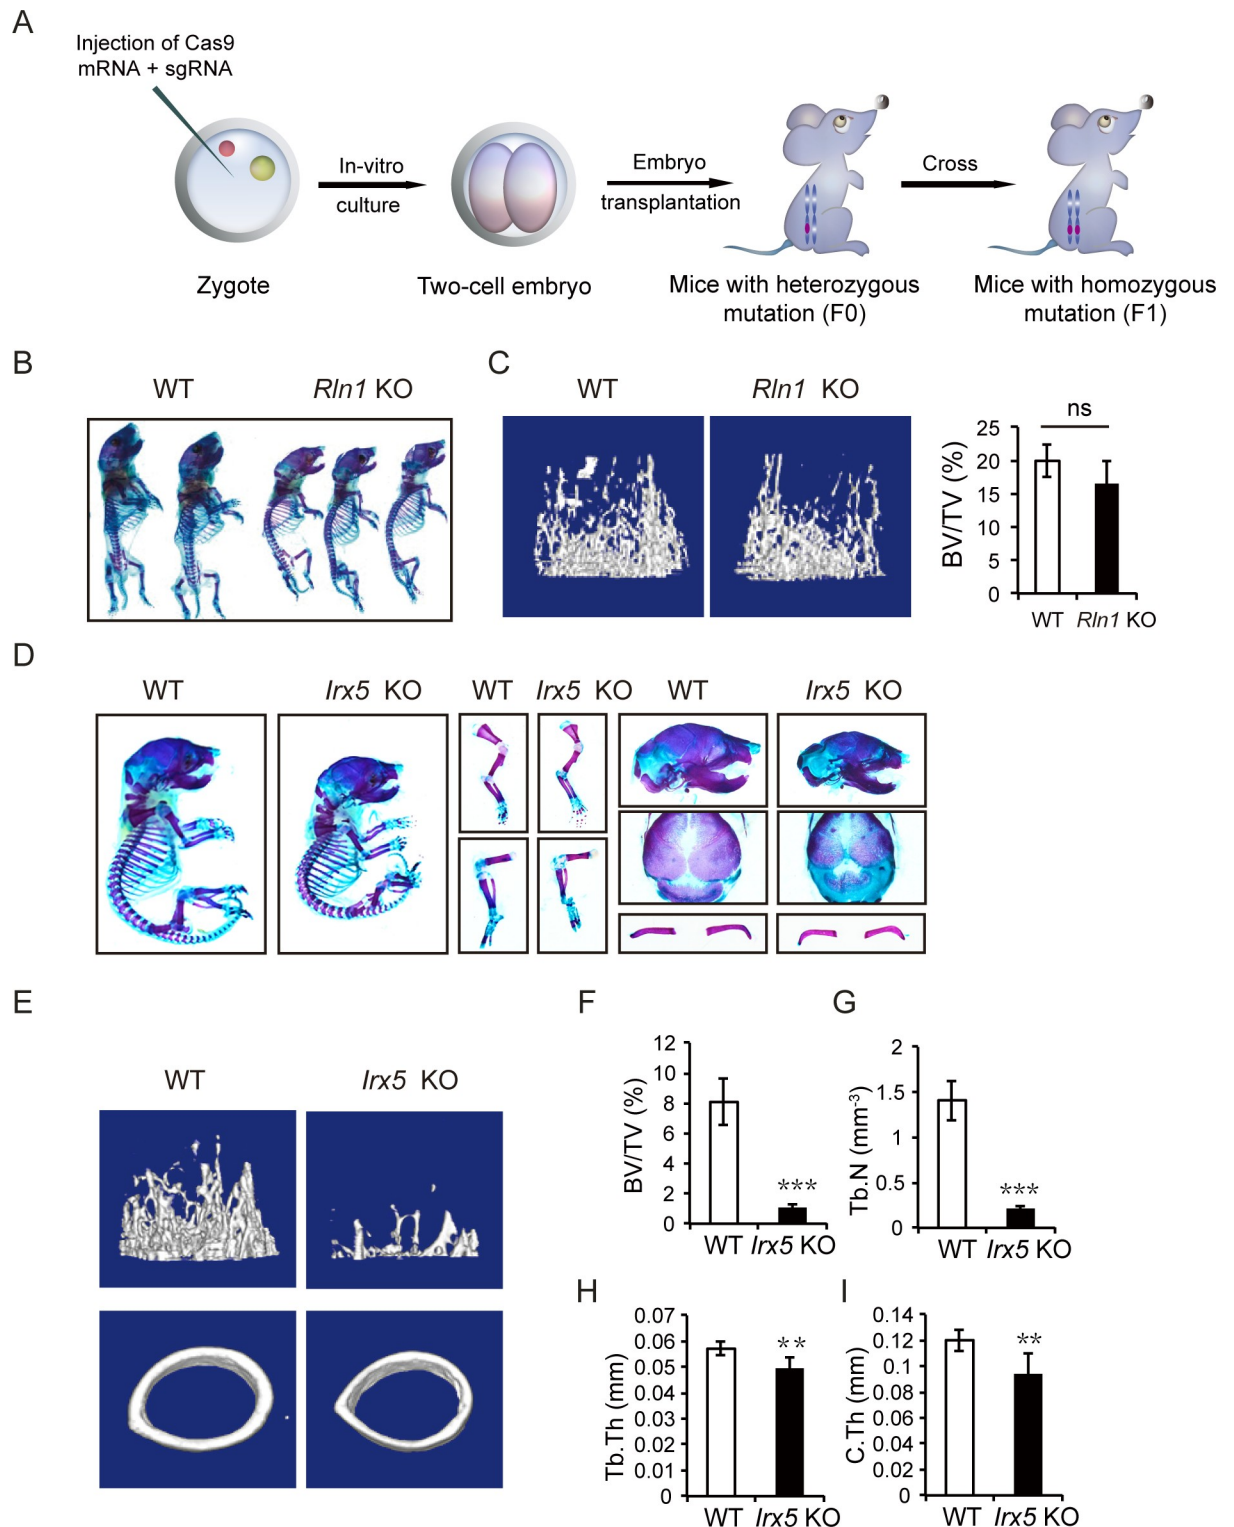 A
Injection of Cas9
mRNA + sgRNA
In-vitro
culture
Embryo
transplantation
Cross
Zygote
Two-cell embryo
Mice with heterozygous
mutation (F0)
Mice with homozygous
mutation (F1)
B
WT
Rln1 KO
C
WT
Rln1 KO
ns
BV/TV (%)
25
20
15
10
5
0
WT
Rln1 KO
D
WT
Irx5 KO
WT
Irx5 KO
WT
Irx5 KO
E
WT
Irx5 KO
F
BV/TV (%)
12
10
8
6
4
2
0
***
WT
Irx5 KO
G
Tb.N (mm-3)
2
1.5
1
0.5
0
***
WT
Irx5 KO
H
Tb.Th (mm)
0.07
0.06
0.05
0.04
0.03
0.02
0.01
0
**
WT
Irx5 KO
I
C.Th (mm)
0.14
0.12
0.1
0.08
0.06
0.04
0.02
0
**
WT
Irx5 KO